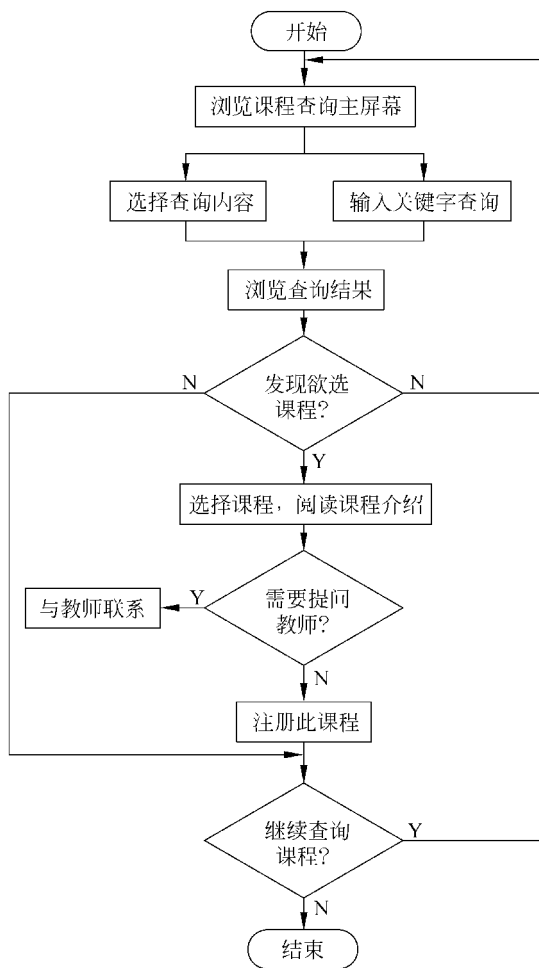 开始
浏览课程查询主屏幕
选择查询内容
输入关键字查询
浏览查询结果
N
发现欲选
课程?
N
Y
选择课程，阅读课程介绍
与教师联系
Y
需要提问
教师?
N
注册此课程
继续查询
课程?
Y
N
结束